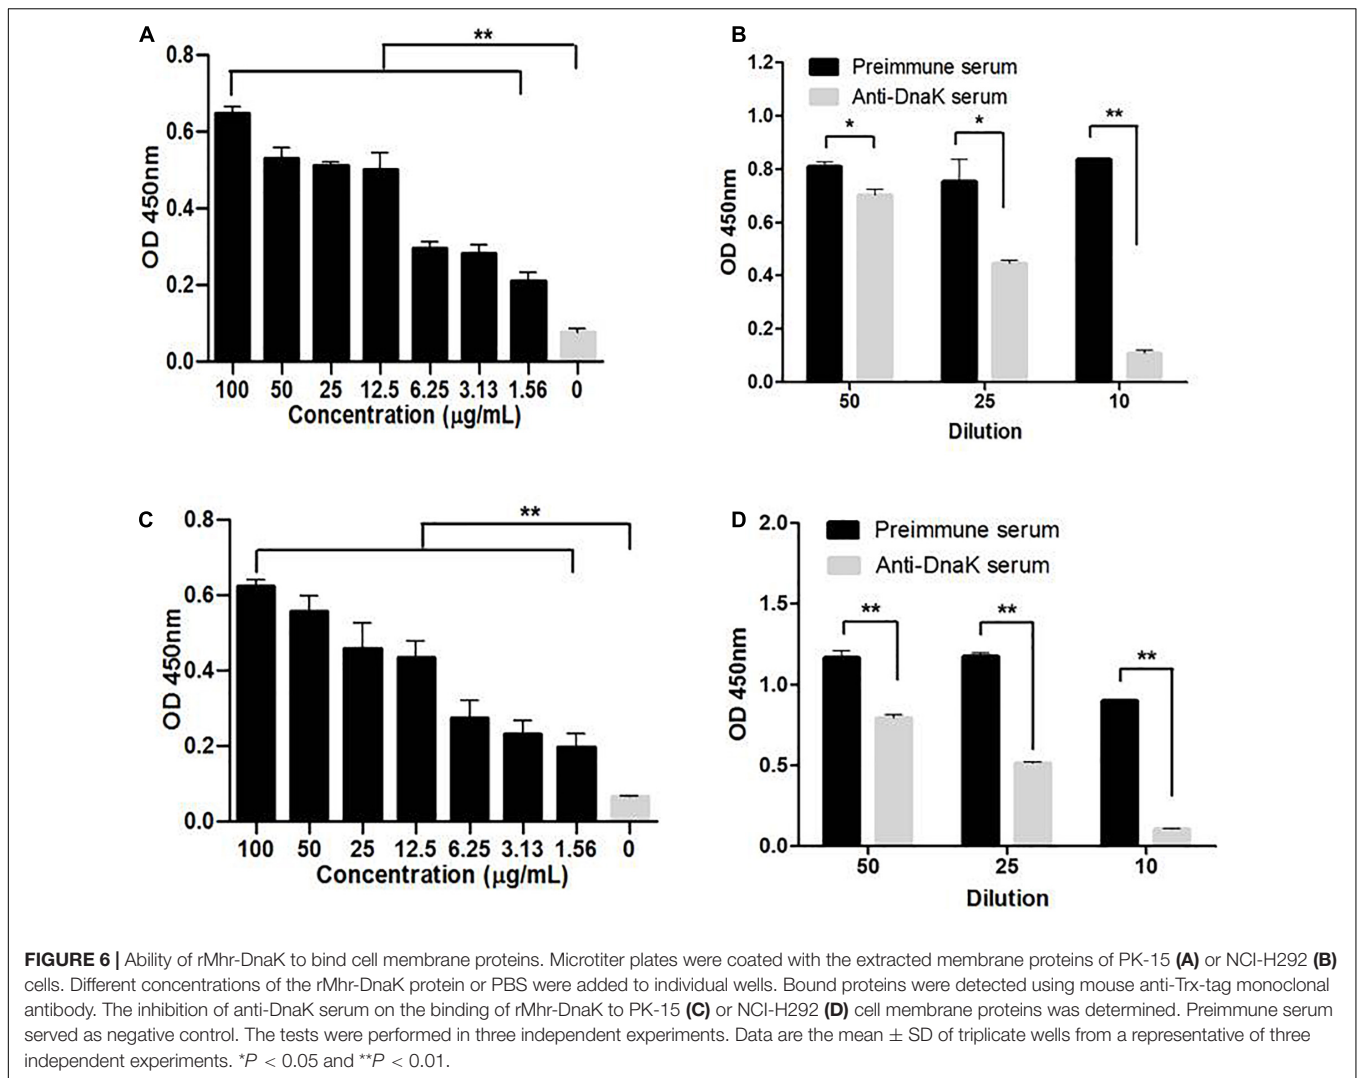 A
**
0.8
0.6
0.4
0.2
0.0
OD 450nm
100 50 25 12.5 6.25 3.13 1.56 0
Concentration (μg/mL)
B
Preimmune serum
Anti-DnaK serum
* * **
1.2
1.0
0.8
0.6
0.4
0.2
0.0
OD 450nm
50 25 10
Dilution
C
**
0.8
0.6
0.4
0.2
0.0
OD 450nm
100 50 25 12.5 6.25 3.13 1.56 0
Concentration (μg/mL)
D
Preimmune serum
Anti-DnaK serum
** ** **
2.0
1.5
1.0
0.5
0.0
OD 450nm
50 25 10
Dilution
FIGURE 6 | Ability of rMhr-DnaK to bind cell membrane proteins. Microtiter plates were coated with the extracted membrane proteins of PK-15 (A) or NCI-H292 (B)
cells. Different concentrations of the rMhr-DnaK protein or PBS were added to individual wells. Bound proteins were detected using mouse anti-Trx-tag monoclonal
antibody. The inhibition of anti-DnaK serum on the binding of rMhr-DnaK to PK-15 (C) or NCI-H292 (D) cell membrane proteins was determined. Preimmune serum
served as negative control. The tests were performed in three independent experiments. Data are the mean ± SD of triplicate wells from a representative of three
independent experiments. *P < 0.05 and **P < 0.01.